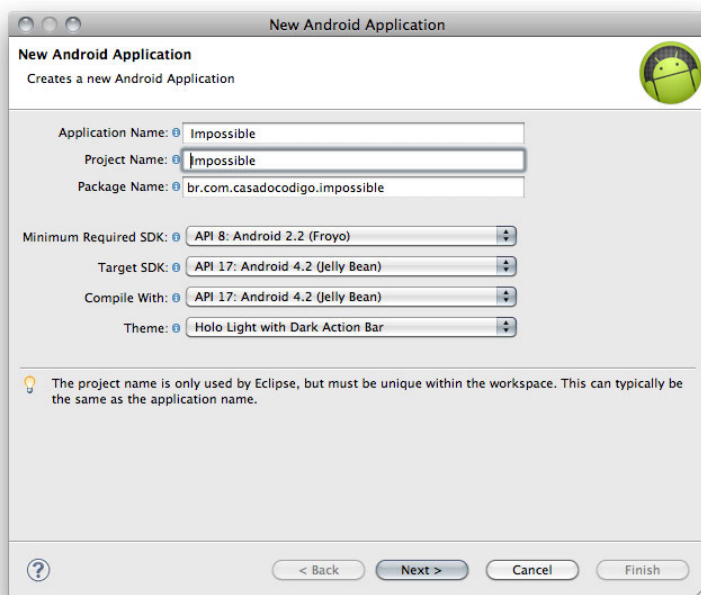 New Android Application
New Android Application
Creates a new Android Application
Application Name: Impossible
Project Name: Impossible
Package Name: br.com.casadocodigo.impossible
Minimum Required SDK: API 8: Android 2.2 (Froyo)
Target SDK: API 17: Android 4.2 (Jelly Bean)
Compile With: API 17: Android 4.2 (Jelly Bean)
Theme: Holo Light with Dark Action Bar
The project name is only used by Eclipse, but must be unique within the workspace. This can typically be
the same as the application name.
? < Back Next > Cancel Finish